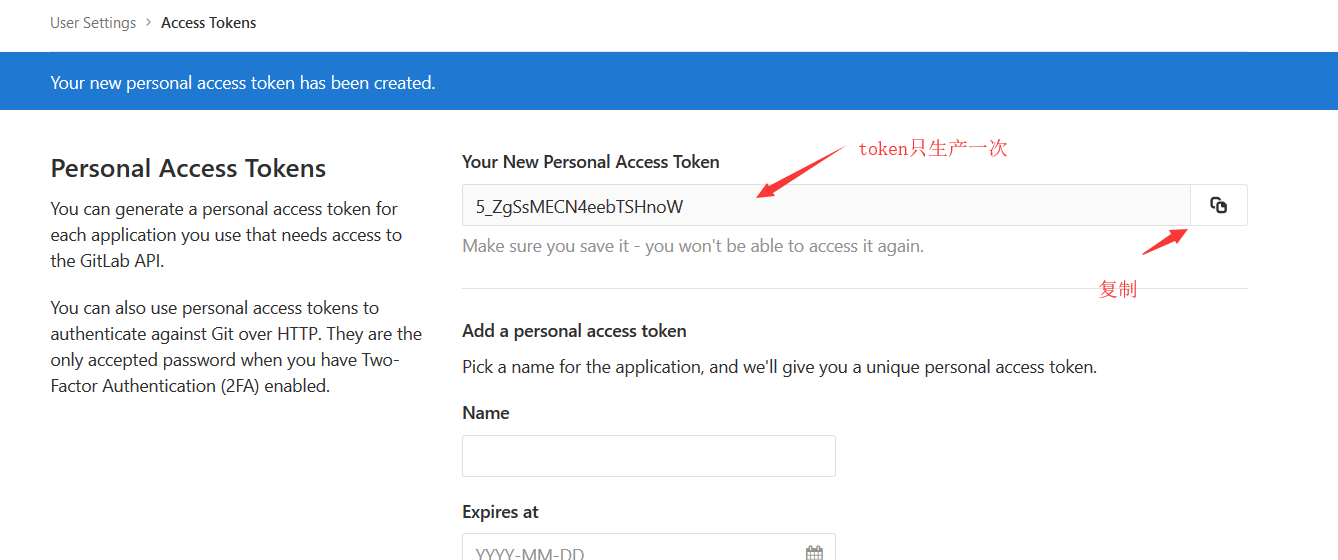 User Settings > Access Tokens
Your new personal access token has been created.
Personal Access Tokens
You can generate a personal access token for
each application you use that needs access to
the GitLab API.
You can also use personal access tokens to
authenticate against Git over HTTP. They are the
only accepted password when you have Two-
Factor Authentication (2FA) enabled.
Your New Personal Access Token
token只生产一次
5_ZgSsMECN4eebTSHnoW
Make sure you save it - you won't be able to access it again.
复制
Add a personal access token
Pick a name for the application, and we'll give you a unique personal access token.
Name
Expires at
YYYY-MM-DD